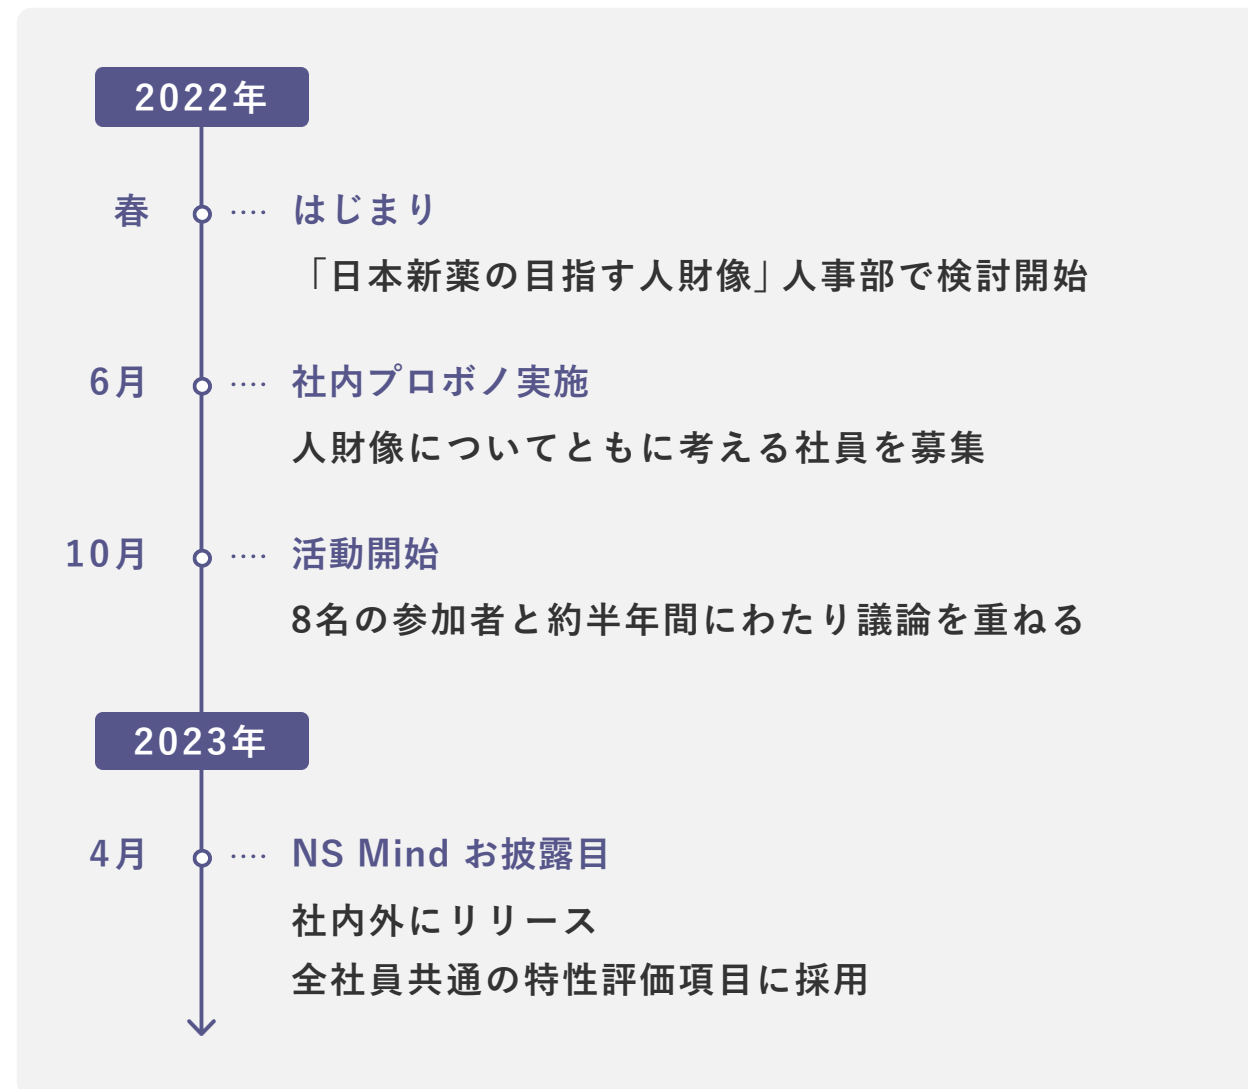 2022年
春 ‥‥ はじまり
「日本新薬の目指す人財像」人事部で検討開始
6月 ‥‥ 社内プロボノ実施
人財像についてともに考える社員を募集
10月 ‥‥ 活動開始
8名の参加者と約半年間にわたり議論を重ねる
2023年
4月 ‥‥ NS Mind お披露目
社内外にリリース
全社員共通の特性評価項目に採用